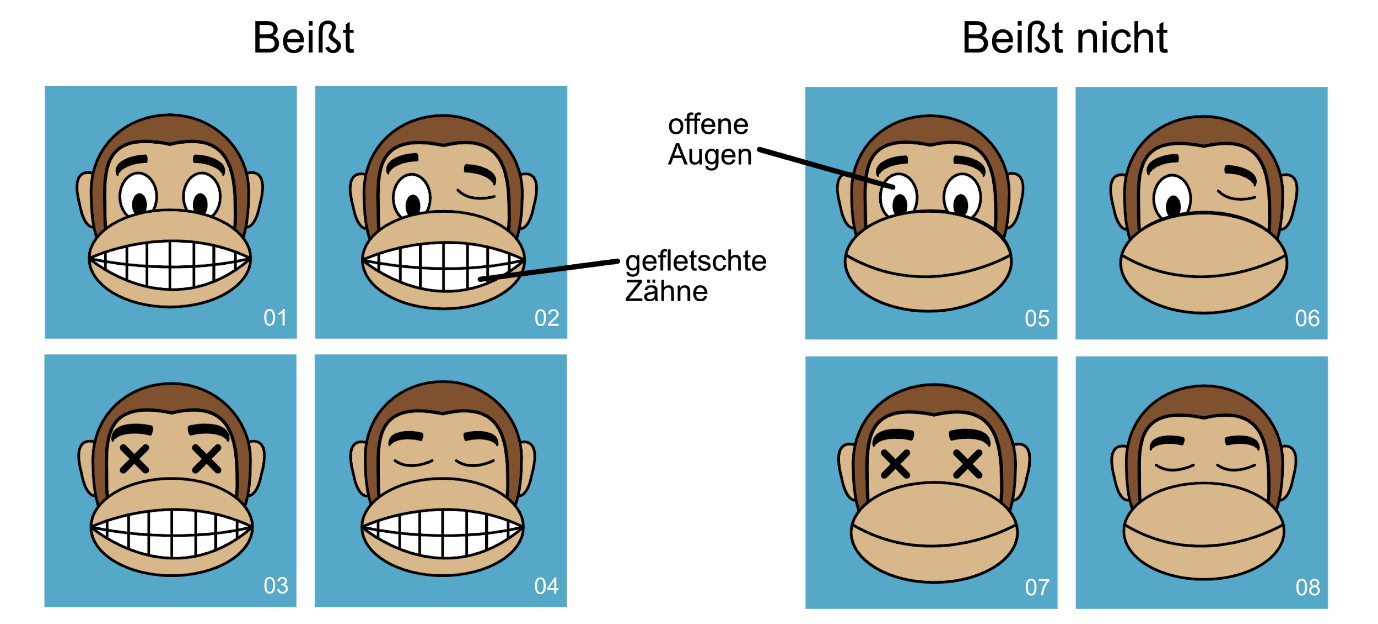 Beißt
Beißt nicht
offene
Augen
gefletschte
Zähne
01
02
05
06
03
04
07
08